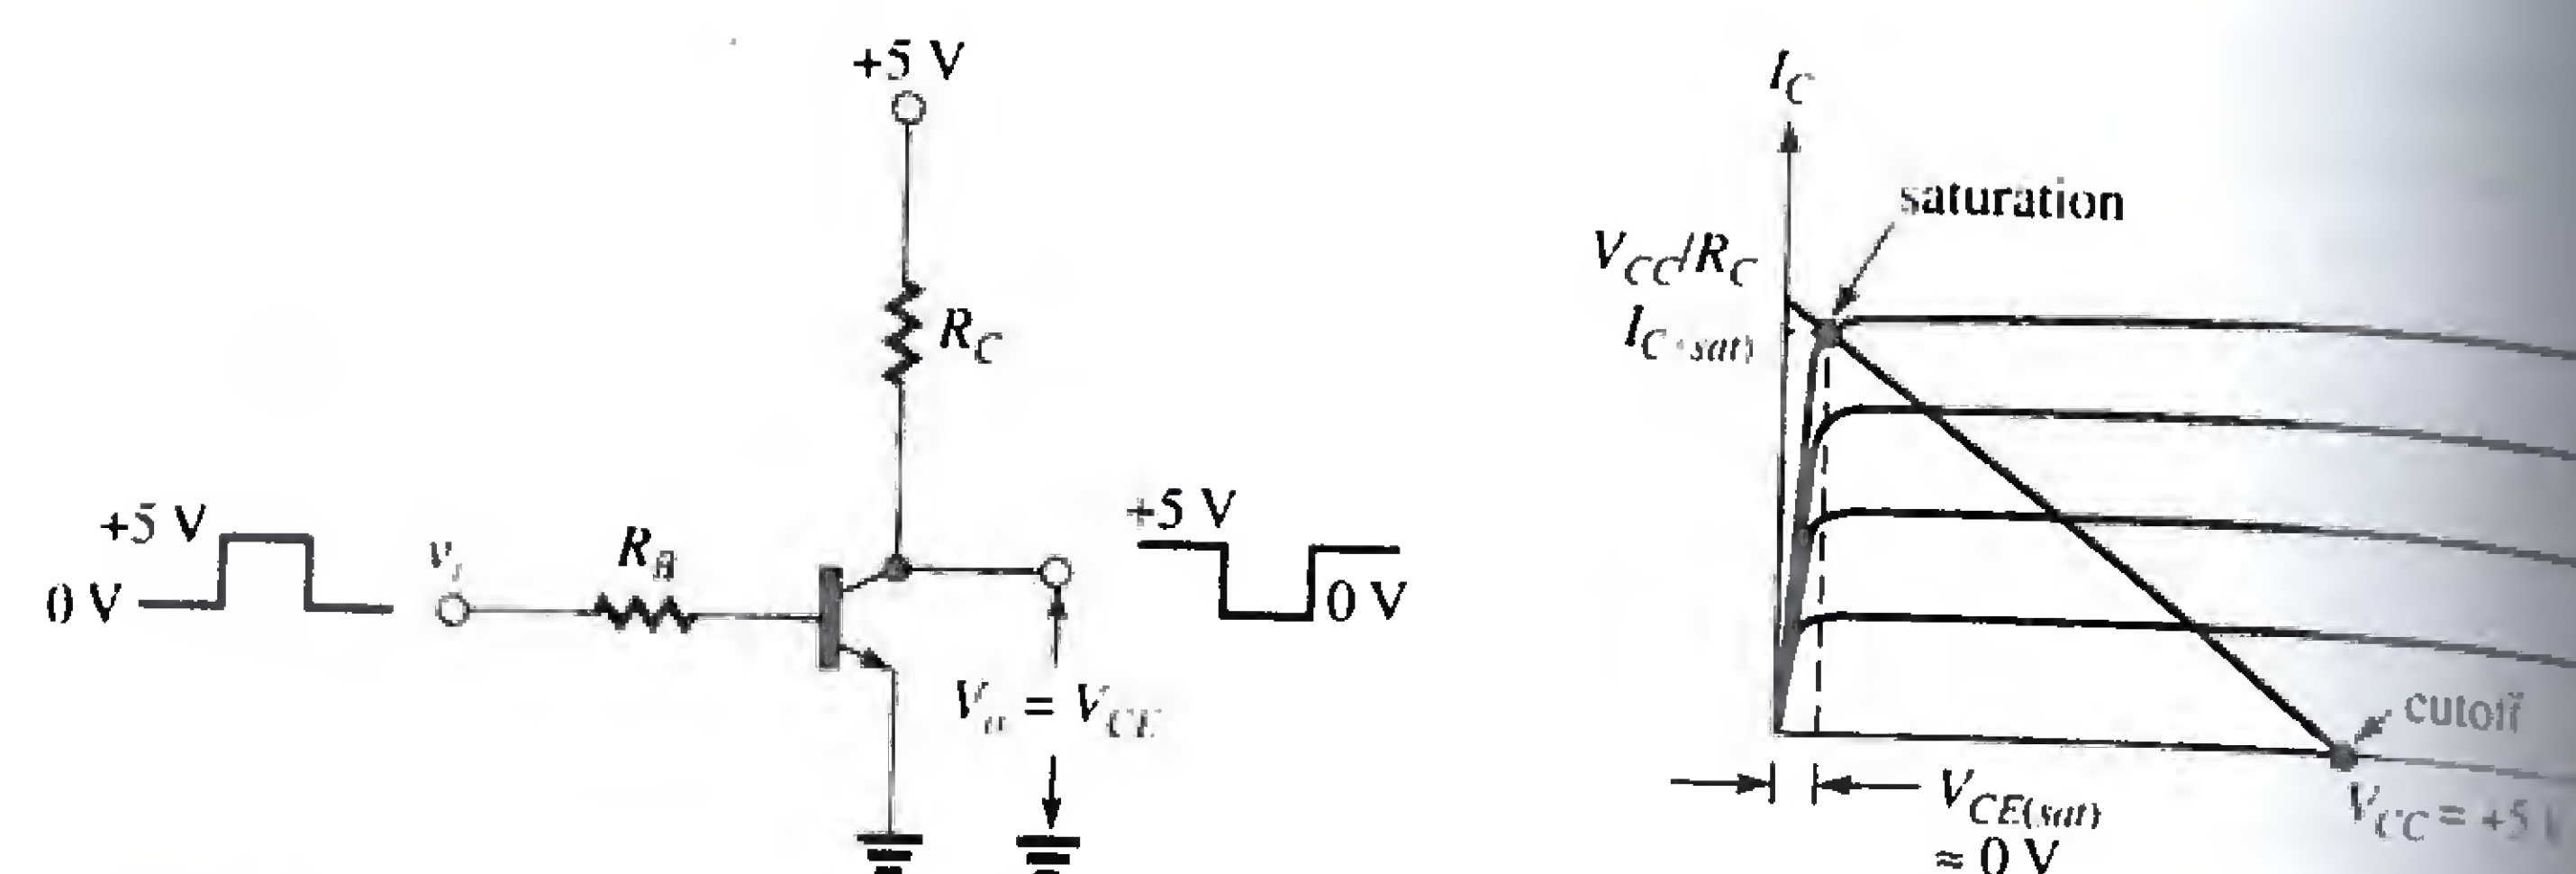 +5 V
R_C
+5 V
0 V
v_i
R_B
+5 V
0 V
V_o = V_CE
I_C
saturation
V_CC/R_C
I_C(sat)
cutoff
V_CE(sat)
≈ 0 V
V_CC = +5 V